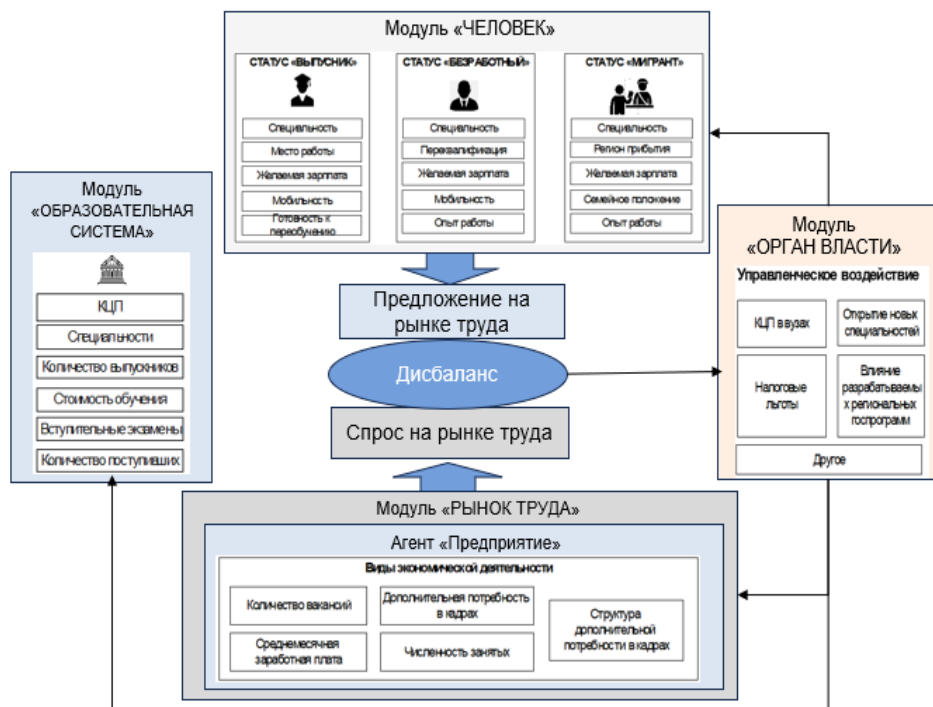 Модуль «ЧЕЛОВЕК»
СТАТУС «ВЫПУСНИК»
Специальность
Место работы
Желаемая зарплата
Мобильность
Готовность к
переобучению
СТАТУС «БЕЗРАБОТНЫЙ»
Специальность
Переквалификация
Желаемая зарплата
Мобильность
Опыт работы
СТАТУС «МИГРАНТ»
Специальность
Регион прибытия
Желаемая зарплата
Семейное положение
Опыт работы
Модуль
«ОБРАЗОВАТЕЛЬНАЯ
СИСТЕМА»
КЦП
Специальности
Количество выпускников
Стоимость обучения
Вступительные экзамены
Количество поступивших
Предложение на
рынке труда
Дисбаланс
Спрос на рынке труда
Модуль
«ОРГАН ВЛАСТИ»
Управленческое воздействие
КЦП в вузах
Открытие новых
специальностей
Налоговые
льготы
Влияние
разрабатываемы
х региональных
госпрограмм
Другое
Модуль «РЫНОК ТРУДА»
Агент «Предприятие»
Виды экономической деятельности
Количество вакансий
Дополнительная потребность
в кадрах
Структура
дополнительной
потребности в кадрах
Среднемесячная
заработная плата
Численность занятых